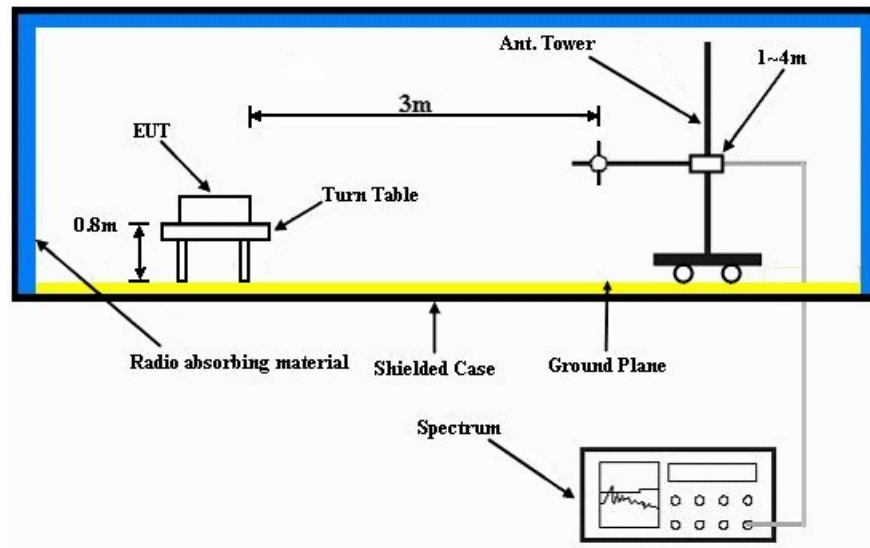 Ant. Tower
1~4m
3m
EUT
Turn Table
0.8m
Radio absorbing material
Shielded Case
Ground Plane
Spectrum